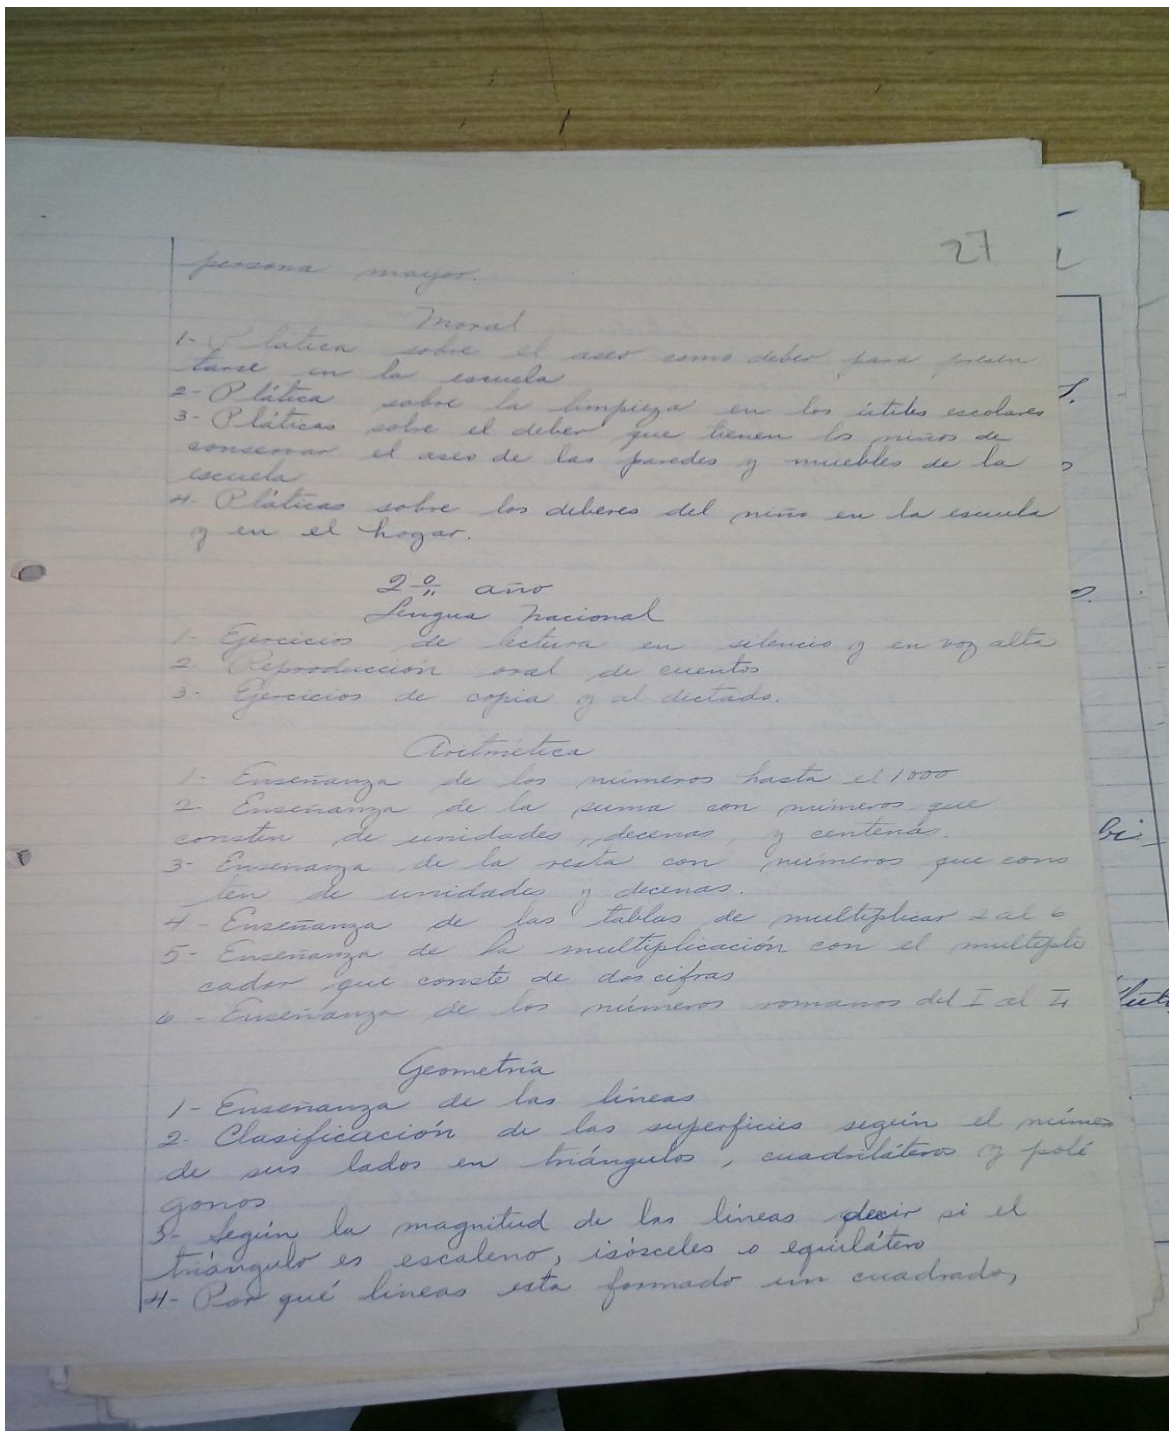 27
persona mayor.
Moral
1- Plática sobre el aseo como deber para presen
tarse en la escuela
2- Plática sobre la limpieza en los útiles escolares
3- Pláticas sobre el deber que tienen los niños de
conservar el aseo de las paredes y muebles de la
escuela
4- Pláticas sobre los deberes del niño en la escuela
y en el hogar.
2º año
Lengua Nacional
1- Ejercicios de lectura en silencio y en voz alta
2- Reproducción oral de cuentos
3- Ejercicios de copia y al dictado.
Aritmética
1- Enseñanza de los números hasta el 1000
2- Enseñanza de la suma con números que
consten de unidades, decenas, y centenas.
3- Enseñanza de la resta con números que cons
ten de unidades y decenas.
4- Enseñanza de las tablas de multiplicar 2 al 6
5- Enseñanza de la multiplicación con el multipli
cador que conste de dos cifras
6- Enseñanza de los números romanos del I al
Geometría
1- Enseñanza de las líneas
2- Clasificación de las superficies según el número
de sus lados en triángulos, cuadriláteros y polí
gonos
3- Según la magnitud de las líneas decir si el
triángulo es escaleno, isósceles o equilátero
4- Por qué lineas esta formado un cuadrado,
bi-